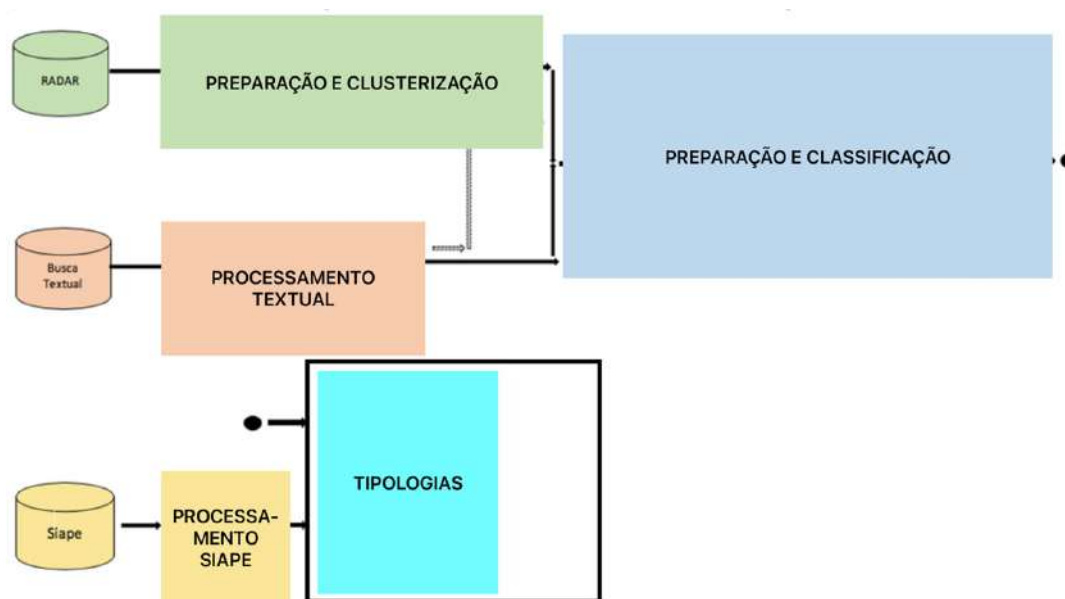 RADAR
PREPARAÇÃO E CLUSTERIZAÇÃO
PREPARAÇÃO E CLASSIFICAÇÃO
Busca
Textual
PROCESSAMENTO
TEXTUAL
TIPOLOGIAS
Siape
PROCESSA-
MENTO
SIAPE